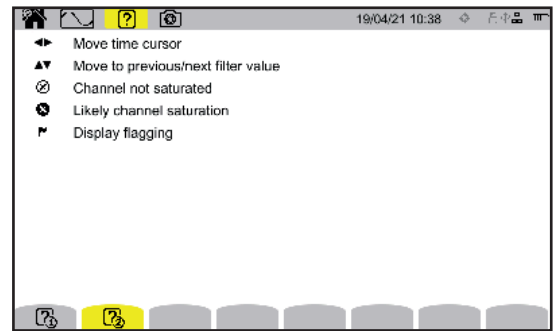 19/04/21 10:38
Move time cursor
Move to previous/next filter value
Channel not saturated
Likely channel saturation
Display flagging